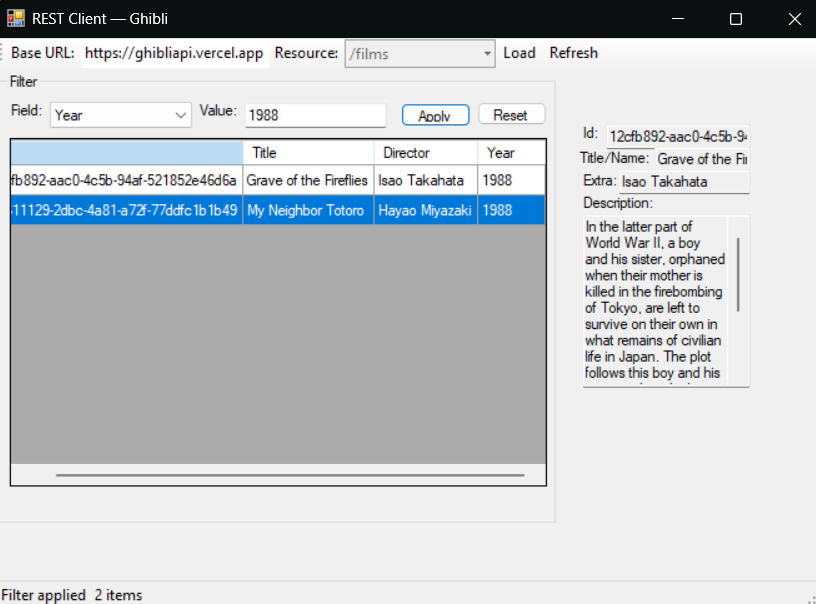 REST Client — Ghibli
Base URL: https://ghibliapi.vercel.app Resource: /films Load Refresh
Filter
Field: Year Value: 1988 Apply Reset
Title Director Year
fb892-aac0-4c5b-94af-521852e46d6a Grave of the Fireflies Isao Takahata 1988
11129-2dbc-4a81-a72f-77ddfc1b1b49 My Neighbor Totoro Hayao Miyazaki 1988
Id: 12cfb892-aac0-4c5b-94
Title/Name: Grave of the Fir
Extra: Isao Takahata
Description:
In the latter part of
World War II, a boy
and his sister, orphaned
when their mother is
killed in the firebombing
of Tokyo, are left to
survive on their own in
what remains of civilian
life in Japan. The plot
follows this boy and his
Filter applied 2 items